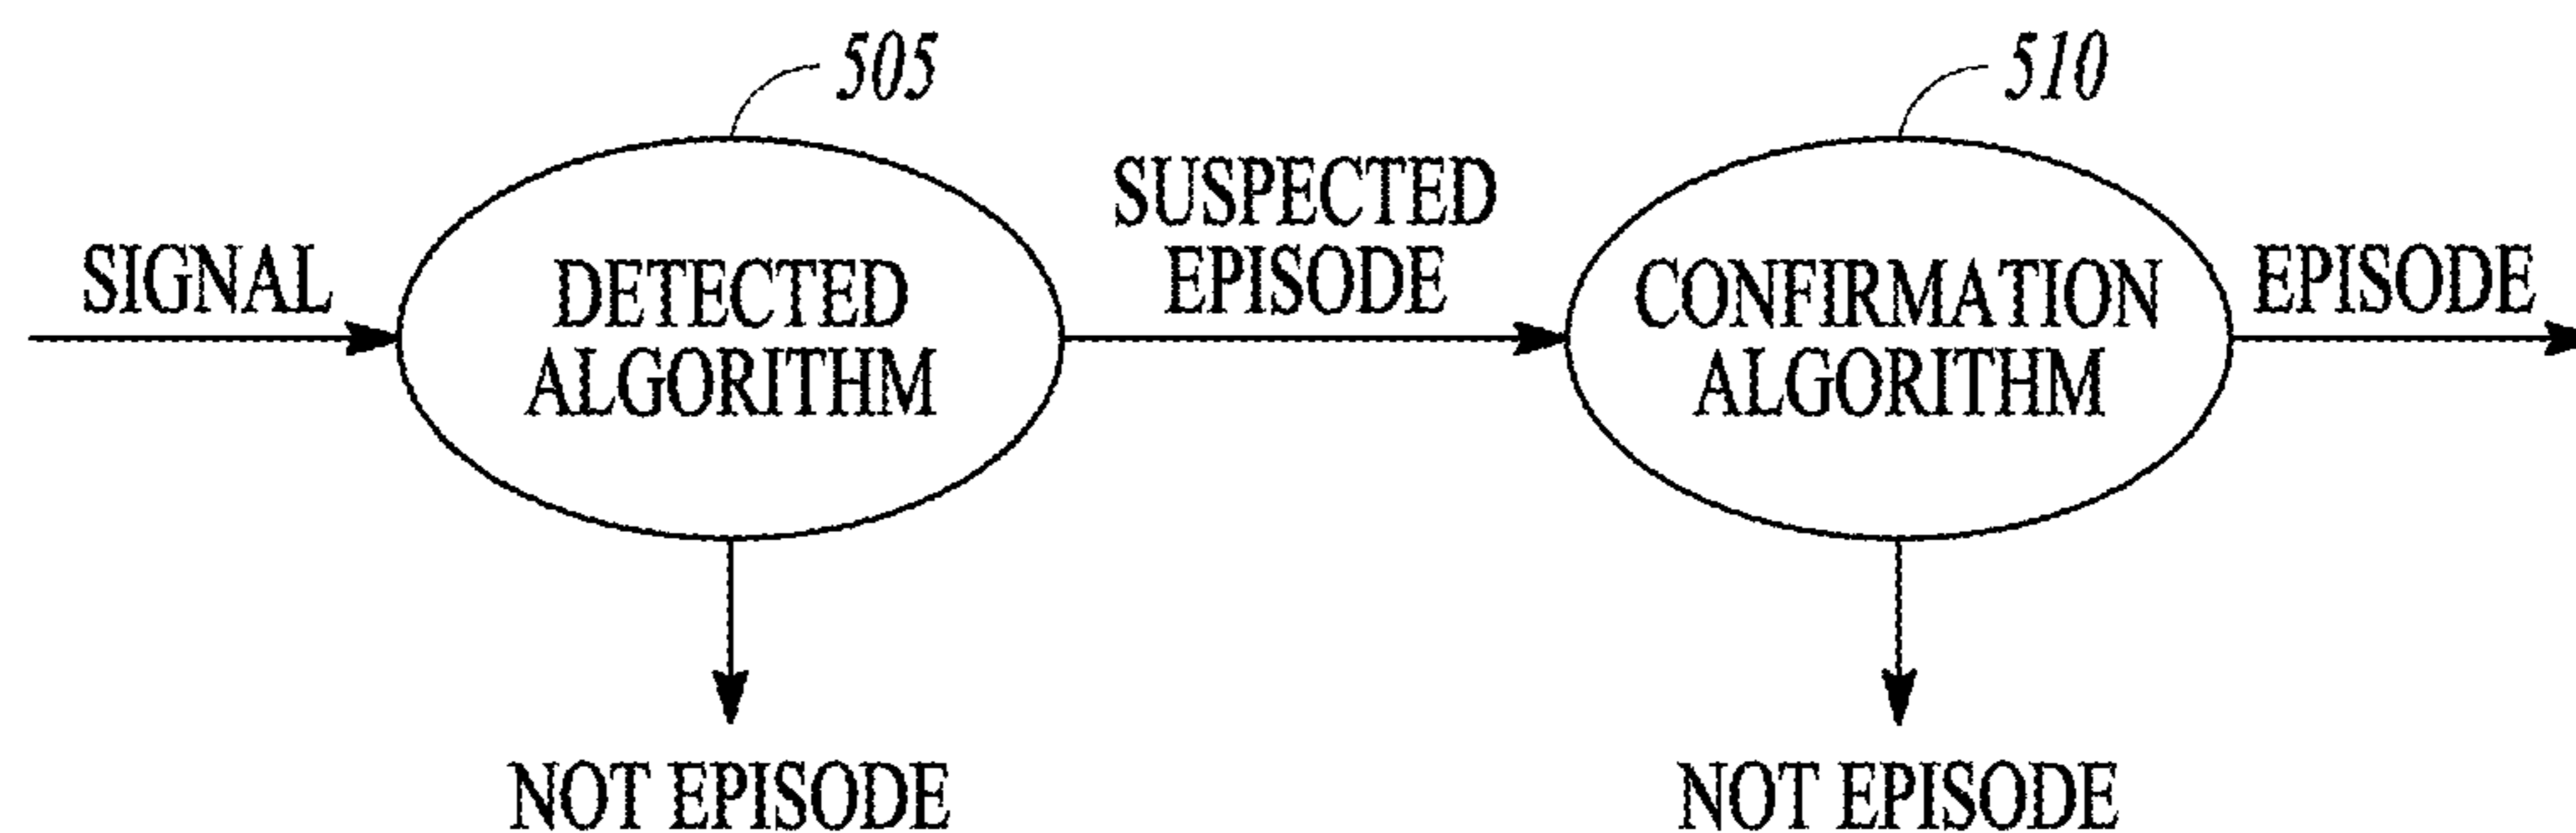 505
510
SIGNAL
DETECTED
ALGORITHM
SUSPECTED
EPISODE
CONFIRMATION
ALGORITHM
EPISODE
NOT EPISODE
NOT EPISODE